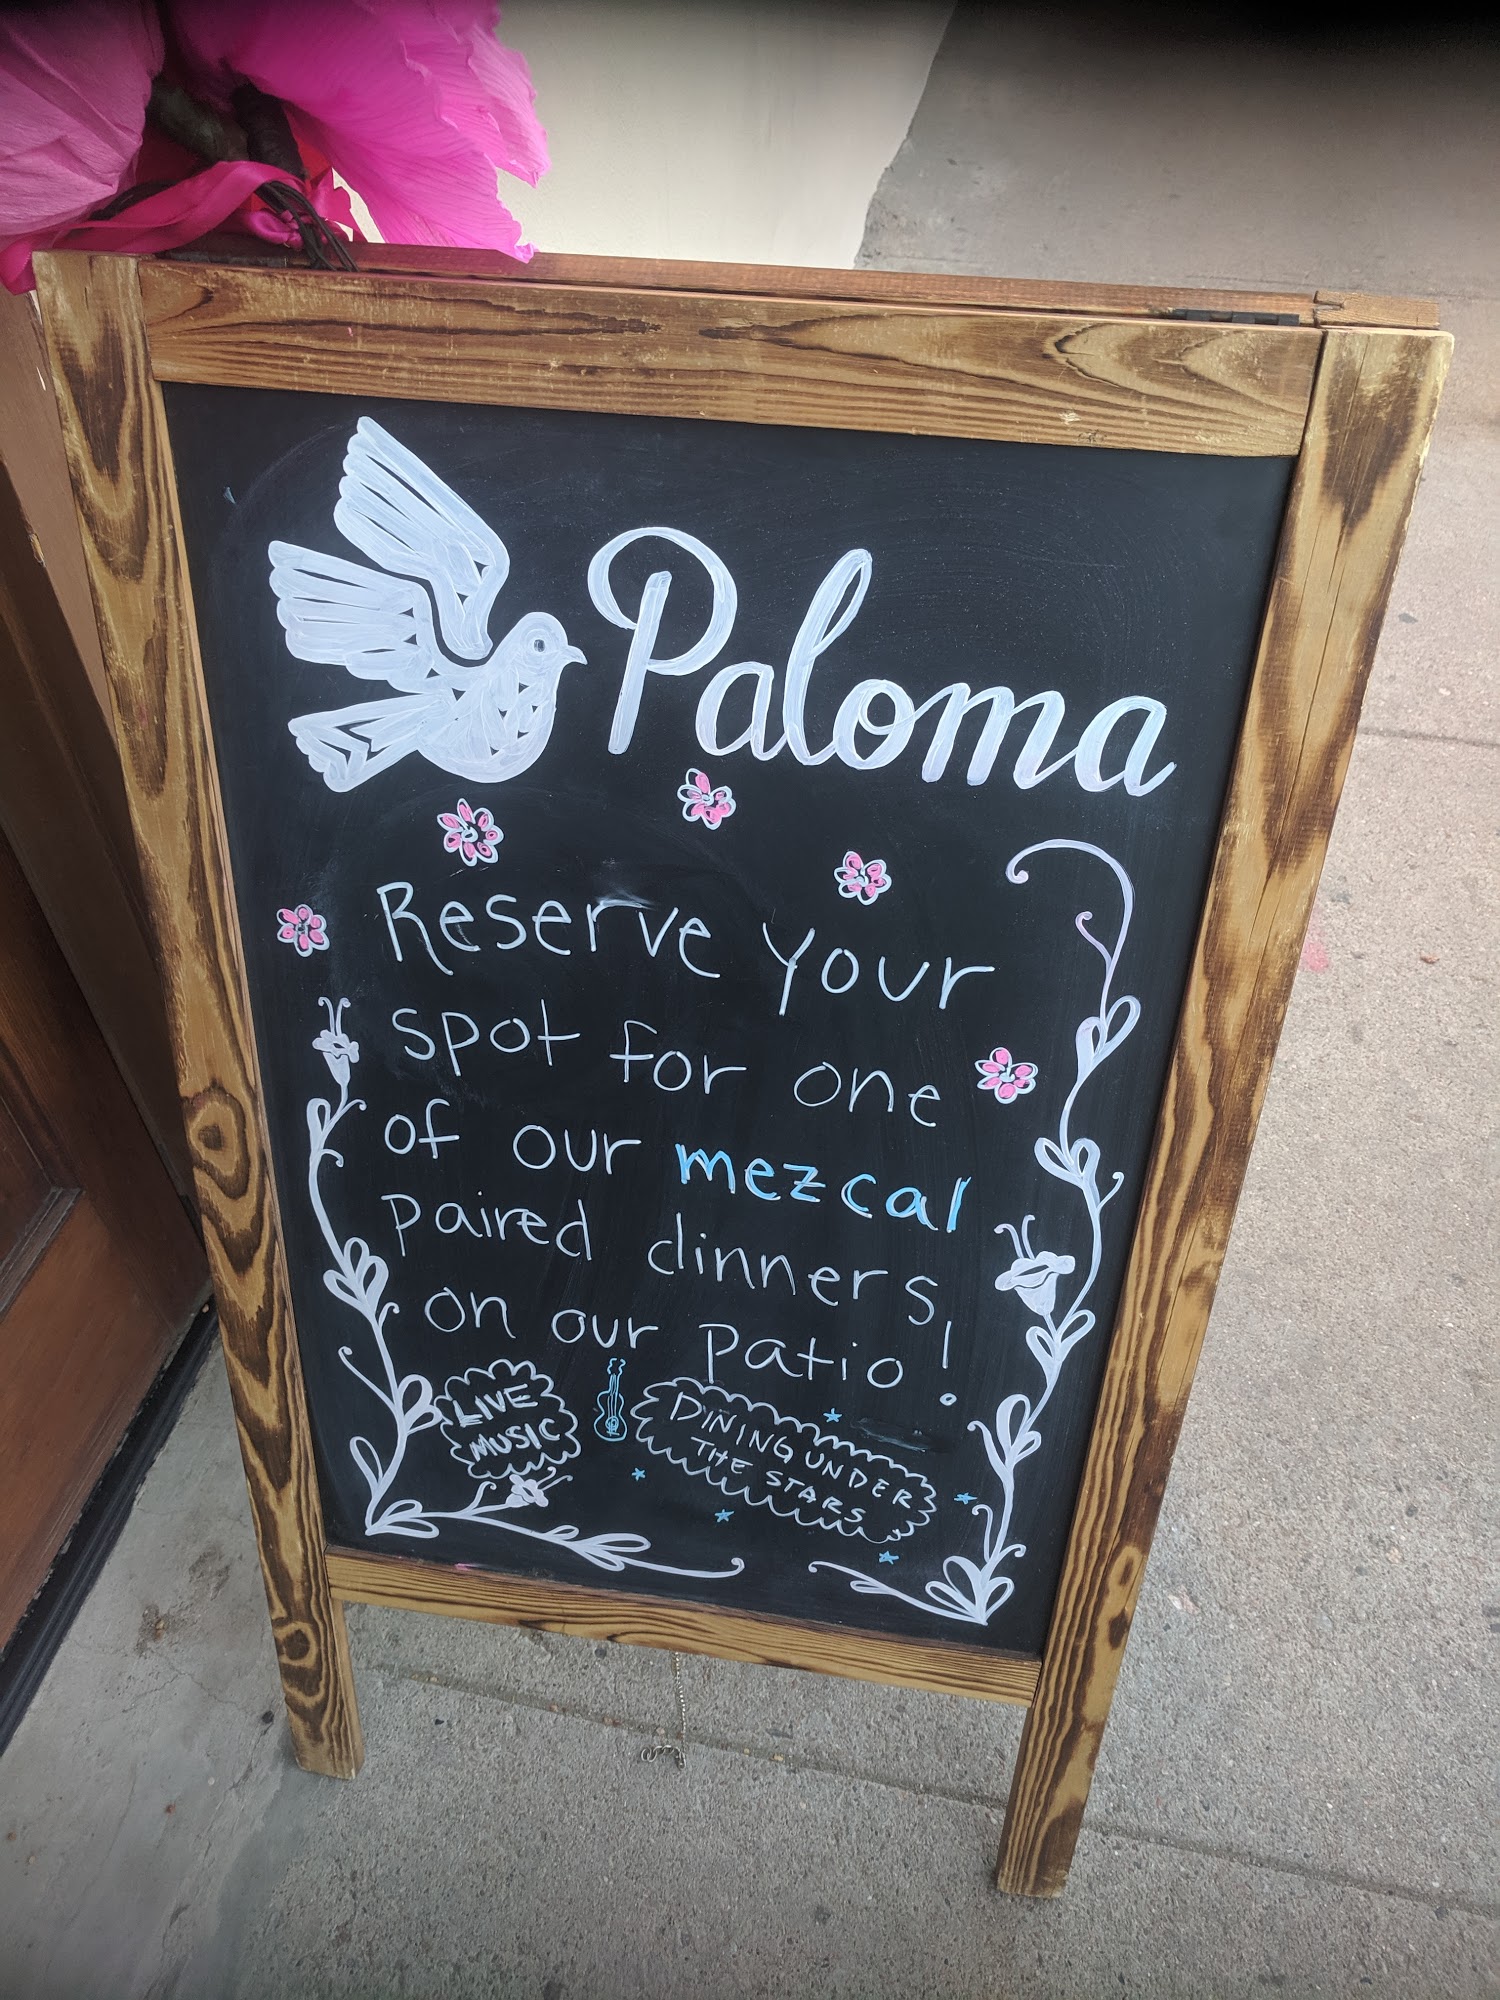 Paloma
Reserve your
spot for one
of our mezcal
paired dinners,
on our patio!
LIVE
MUSIC
DINING UNDER
THE STARS